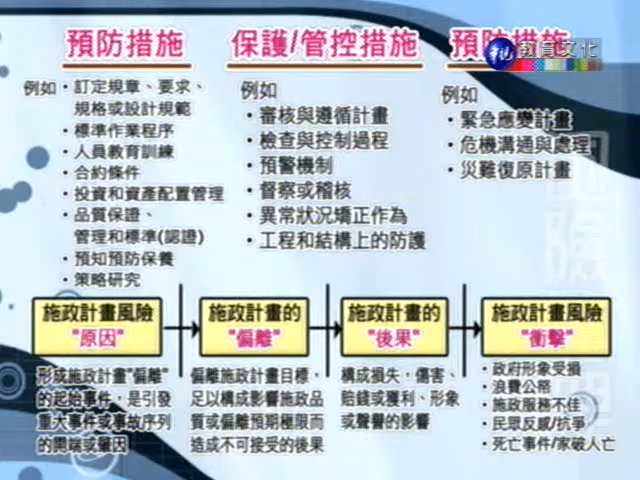 預防措施
例如・訂定規章、要求、
規格或設計規範
・標準作業程序
・人員教育訓練
・合約條件
・投資和資產配置管理
・品質保證、
管理和標準(認證)
・預知預防保養
・策略研究
保護/管控措施
例如
・審核與遵循計畫
・檢查與控制過程
・預警機制
・督察或稽核
・異常狀況矯正作為
・工程和結構上的防護
預防措施
華視 教育文化
例如
・緊急應變計畫
・危機溝通與處理
・災難復原計畫
施政計畫風險
"原因"
施政計畫的
"偏離"
施政計畫的
"後果"
施政計畫風險
"衝擊"
形成施政計畫"偏離"
的起始事件，是引發
重大事件或事故序列
的開端或肇因
偏離施政計畫目標，
足以構成影響施政品
質或偏離預期極限而
造成不可接受的後果
構成損失，傷害、
賠錢或獲利、形象
或聲譽的影響
・政府形象受損
・浪費公帑
・施政服務不佳
・民眾反感/抗爭
・死亡事件/家破人亡